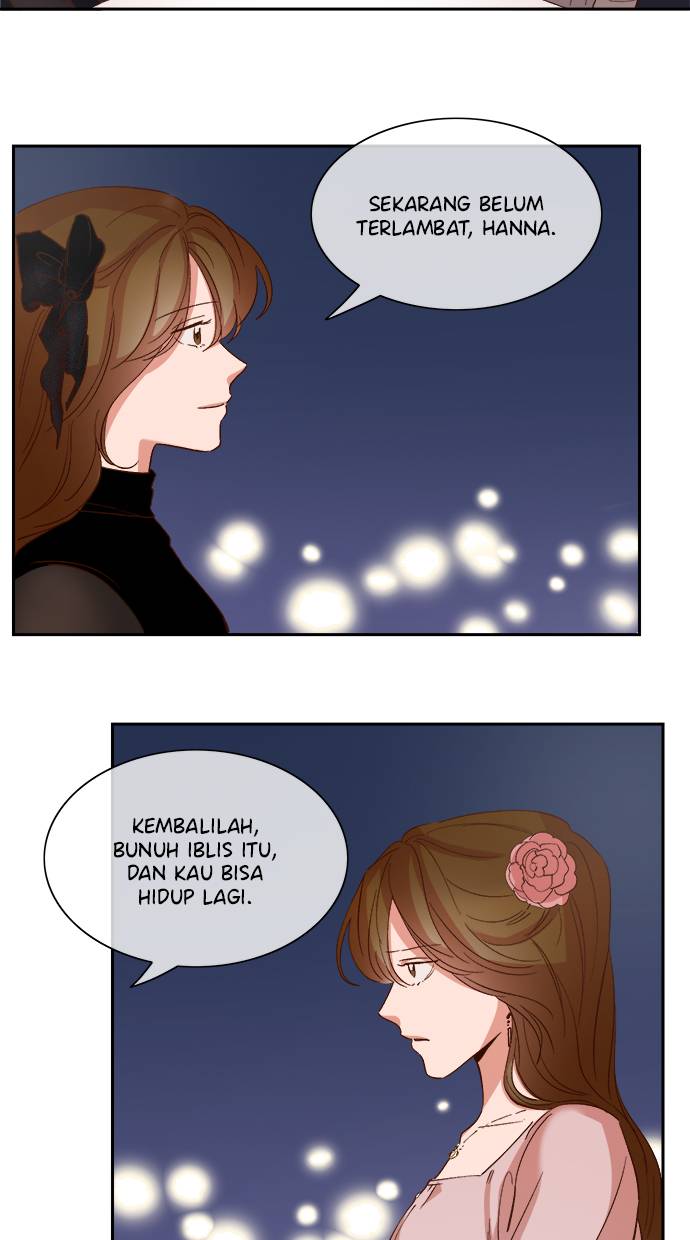 SEKARANG BELUM
TERLAMBAT, HANNA.
KEMBALILAH,
BUNUH IBLIS ITU,
DAN KAU BISA
HIDUP LAGI.